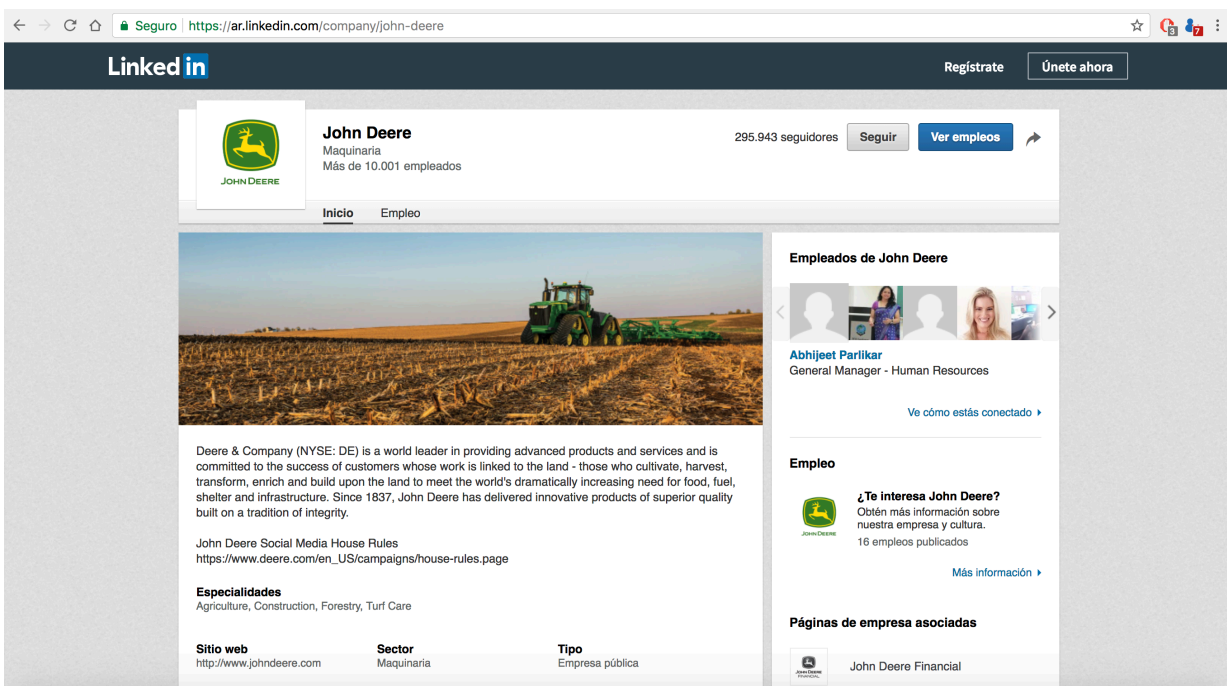 Seguro https://ar.linkedin.com/company/john-deere
3
7
Linked in
Regístrate
Únete ahora
JOHN DEERE
John Deere
Maquinaria
Más de 10.001 empleados
295.943 seguidores
Seguir
Ver empleos
Inicio
Empleo
Deere & Company (NYSE: DE) is a world leader in providing advanced products and services and is
committed to the success of customers whose work is linked to the land - those who cultivate, harvest,
transform, enrich and build upon the land to meet the world's dramatically increasing need for food, fuel,
shelter and infrastructure. Since 1837, John Deere has delivered innovative products of superior quality
built on a tradition of integrity.
John Deere Social Media House Rules
https://www.deere.com/en_US/campaigns/house-rules.page
Especialidades
Agriculture, Construction, Forestry, Turf Care
Sitio web
http://www.johndeere.com
Sector
Maquinaria
Tipo
Empresa pública
Empleados de John Deere
Abhijeet Parlikar
General Manager - Human Resources
Ve cómo estás conectado
Empleo
JOHN DEERE
¿Te interesa John Deere?
Obtén más información sobre
nuestra empresa y cultura.
16 empleos publicados
Más información
Páginas de empresa asociadas
JOHN DEERE
FINANCIAL
John Deere Financial